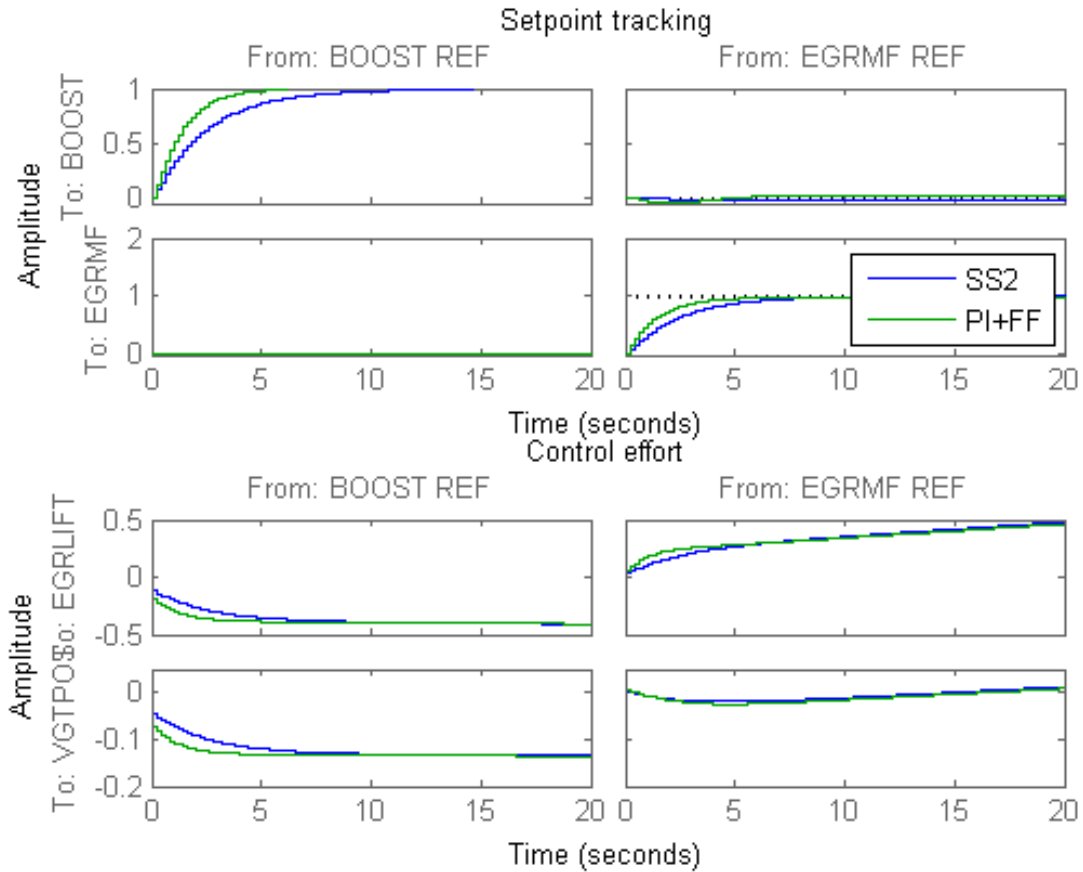 Setpoint tracking
From: BOOST REF
From: EGRMF REF
Amplitude
To: BOOST
1
0.5
0
To: EGRMF
2
1
0
SS2
PI+FF
0 5 10 15 20
0 5 10 15 20
Time (seconds)
Control effort
From: BOOST REF
From: EGRMF REF
Amplitude
To: EGRLIFT
0.5
0
-0.5
To: VGTPOS
0
-0.1
-0.2
0 5 10 15 20
0 5 10 15 20
Time (seconds)